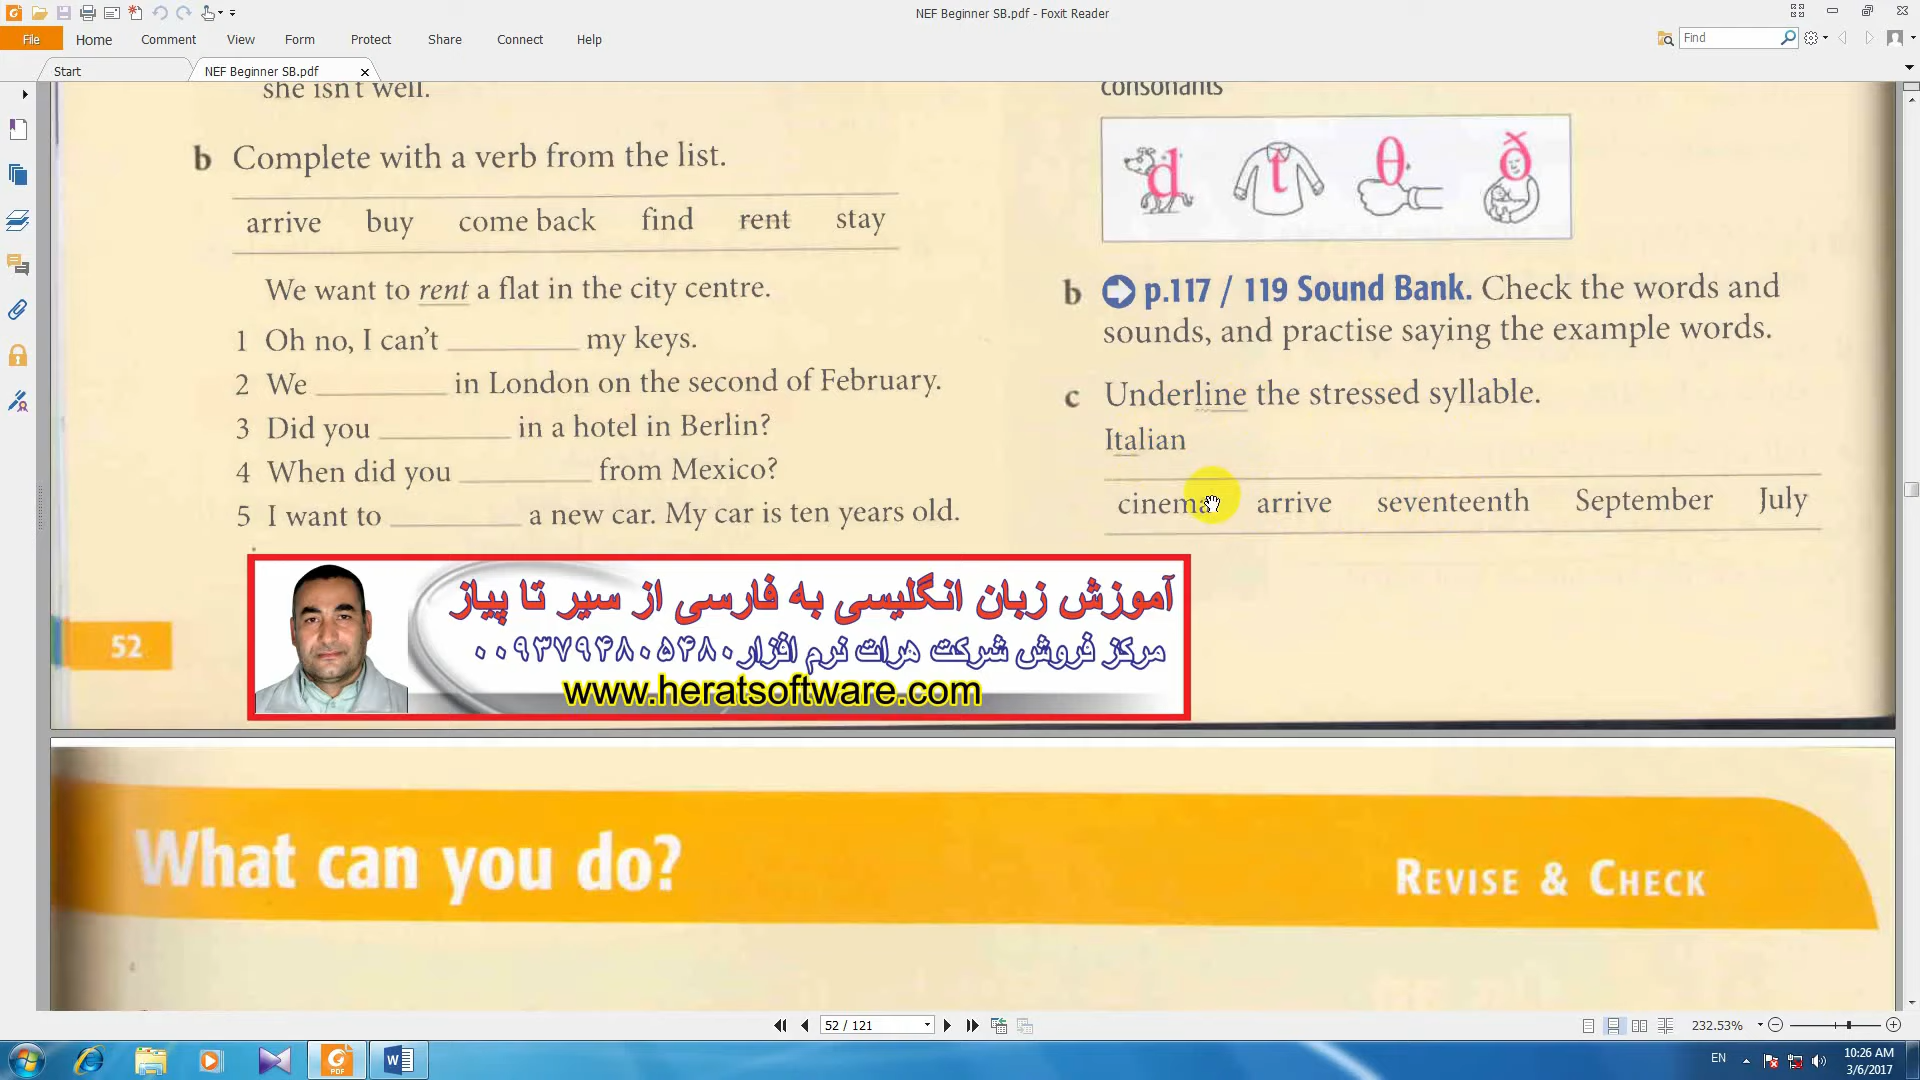 NEF Beginner SB.pdf - Foxit Reader
File Home Comment View Form Protect Share Connect Help
Find
Start NEF Beginner SB.pdf
she isn't well.
b Complete with a verb from the list.
arrive buy come back find rent stay
We want to rent a flat in the city centre.
1 Oh no, I can't ________ my keys.
2 We ________ in London on the second of February.
3 Did you ________ in a hotel in Berlin?
4 When did you ________ from Mexico?
5 I want to ________ a new car. My car is ten years old.
consonants
d t θ ð
b p.117 / 119 Sound Bank. Check the words and
sounds, and practise saying the example words.
c Underline the stressed syllable.
Italian
cinema arrive seventeenth September July
آموزش زبان انگلیسی به فارسی از سیر تا پیاز
مرکز فروش شرکت هرات نرم افزار۰۰۹۳۷۹۴۸۰۵۴۸۰
www.heratsoftware.com
52
What can you do?
REVISE & CHECK
52 / 121
232.53%
EN
10:26 AM
3/6/2017